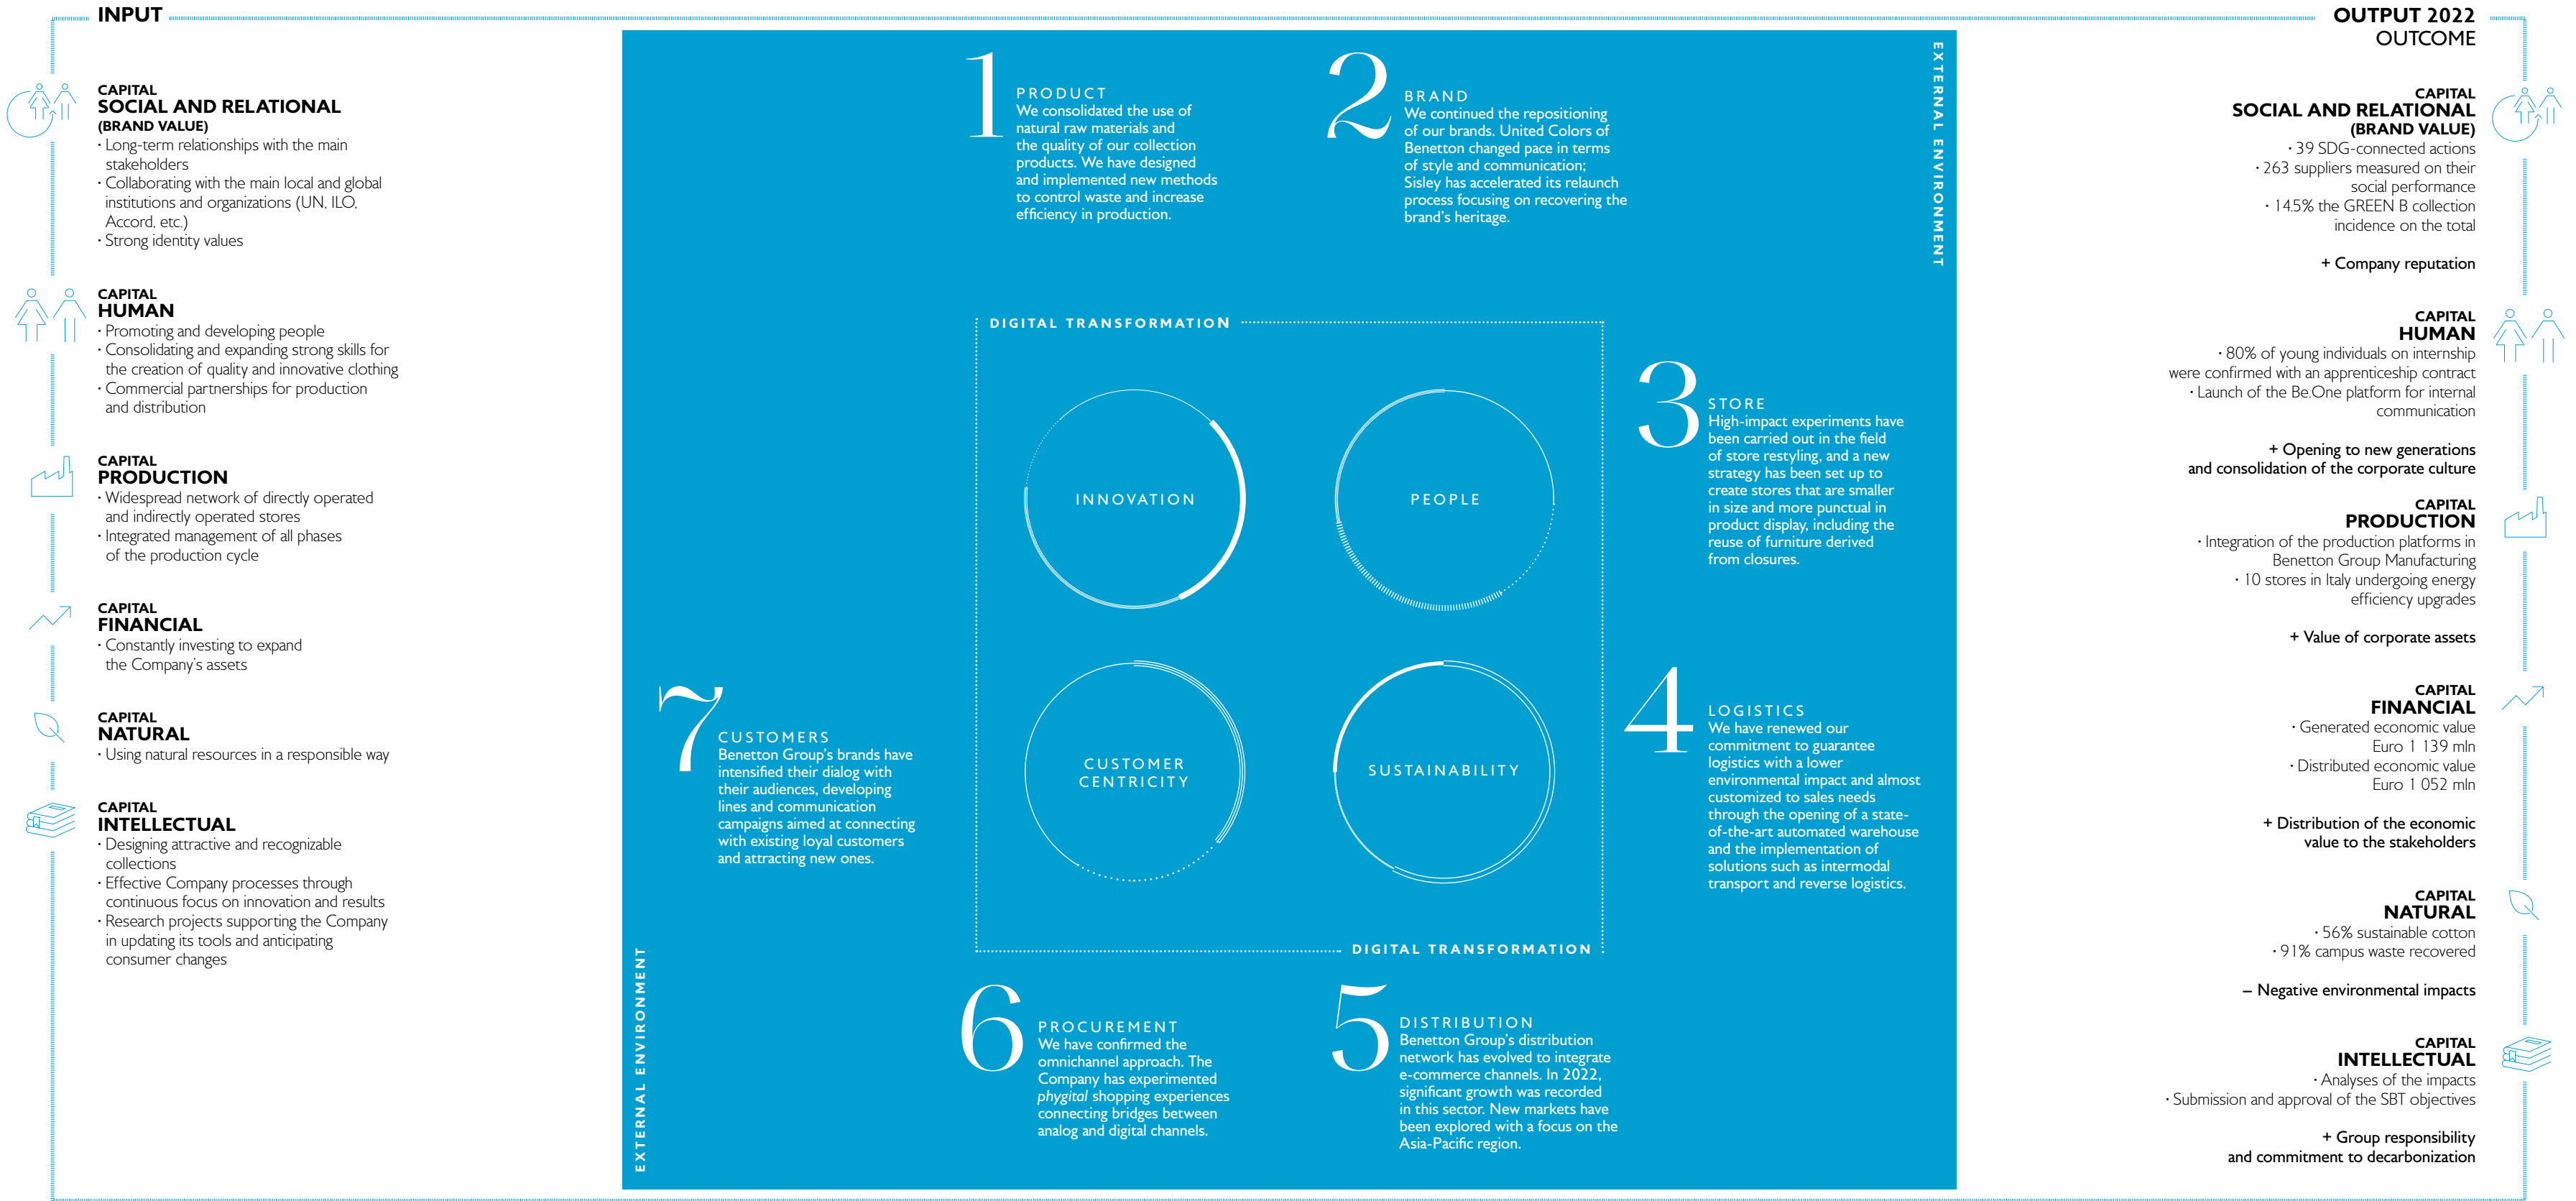 INPUT
CAPITAL
SOCIAL AND RELATIONAL
(BRAND VALUE)
· Long-term relationships with the main
stakeholders
· Collaborating with the main local and global
institutions and organizations (UN, ILO,
Accord, etc.)
· Strong identity values
CAPITAL
HUMAN
· Promoting and developing people
· Consolidating and expanding strong skills for
the creation of quality and innovative clothing
· Commercial partnerships for production
and distribution
CAPITAL
PRODUCTION
· Widespread network of directly operated
and indirectly operated stores
· Integrated management of all phases
of the production cycle
CAPITAL
FINANCIAL
· Constantly investing to expand
the Company's assets
CAPITAL
NATURAL
· Using natural resources in a responsible way
CAPITAL
INTELLECTUAL
· Designing attractive and recognizable
collections
· Effective Company processes through
continuous focus on innovation and results
· Research projects supporting the Company
in updating its tools and anticipating
consumer changes
EXTERNAL ENVIRONMENT
1
PRODUCT
We consolidated the use of
natural raw materials and
the quality of our collection
products. We have designed
and implemented new methods
to control waste and increase
efficiency in production.
2
BRAND
We continued the repositioning
of our brands. United Colors of
Benetton changed pace in terms
of style and communication;
Sisley has accelerated its relaunch
process focusing on recovering the
brand's heritage.
DIGITAL TRANSFORMATION
INNOVATION
PEOPLE
CUSTOMER
CENTRICITY
SUSTAINABILITY
DIGITAL TRANSFORMATION
3
STORE
High-impact experiments have
been carried out in the field
of store restyling, and a new
strategy has been set up to
create stores that are smaller
in size and more punctual in
product display, including the
reuse of furniture derived
from closures.
4
LOGISTICS
We have renewed our
commitment to guarantee
logistics with a lower
environmental impact and almost
customized to sales needs
through the opening of a state-
of-the-art automated warehouse
and the implementation of
solutions such as intermodal
transport and reverse logistics.
5
DISTRIBUTION
Benetton Group's distribution
network has evolved to integrate
e-commerce channels. In 2022,
significant growth was recorded
in this sector. New markets have
been explored with a focus on the
Asia-Pacific region.
6
PROCUREMENT
We have confirmed the
omnichannel approach. The
Company has experimented
phygital shopping experiences
connecting bridges between
analog and digital channels.
7
CUSTOMERS
Benetton Group's brands have
intensified their dialog with
their audiences, developing
lines and communication
campaigns aimed at connecting
with existing loyal customers
and attracting new ones.
EXTERNAL ENVIRONMENT
OUTPUT 2022
OUTCOME
CAPITAL
SOCIAL AND RELATIONAL
(BRAND VALUE)
· 39 SDG-connected actions
· 263 suppliers measured on their
social performance
· 14.5% the GREEN B collection
incidence on the total
+ Company reputation
CAPITAL
HUMAN
· 80% of young individuals on internship
were confirmed with an apprenticeship contract
· Launch of the Be.One platform for internal
communication
+ Opening to new generations
and consolidation of the corporate culture
CAPITAL
PRODUCTION
· Integration of the production platforms in
Benetton Group Manufacturing
· 10 stores in Italy undergoing energy
efficiency upgrades
+ Value of corporate assets
CAPITAL
FINANCIAL
· Generated economic value
Euro 1 139 mln
· Distributed economic value
Euro 1 052 mln
+ Distribution of the economic
value to the stakeholders
CAPITAL
NATURAL
· 56% sustainable cotton
· 91% campus waste recovered
– Negative environmental impacts
CAPITAL
INTELLECTUAL
· Analyses of the impacts
· Submission and approval of the SBT objectives
+ Group responsibility
and commitment to decarbonization